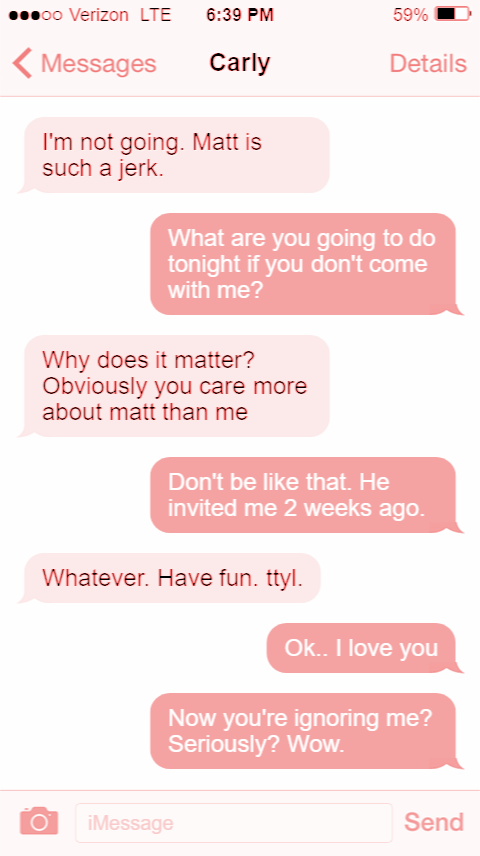 Verizon LTE 6:39 PM 59%
Messages Carly Details
I'm not going. Matt is
such a jerk.
What are you going to do
tonight if you don't come
with me?
Why does it matter?
Obviously you care more
about matt than me
Don't be like that. He
invited me 2 weeks ago.
Whatever. Have fun. ttyl.
Ok.. I love you
Now you're ignoring me?
Seriously? Wow.
iMessage Send